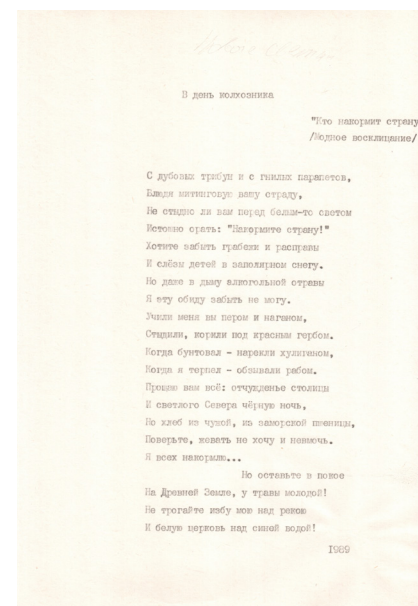 В день колхозника
"Кто накормит страну
/Модное восклицание/
С дубовых трибун и с гнилых парапетов,
Блюдя митинговую вашу страду,
Не стыдно ли вам перед белым-то светом
Истошно орать: "Накормите страну!"
Хотите забыть грабежи и расправы
И слёзы детей в заполярном снегу.
Но даже в дыму алкогольной отравы
Я эту обиду забыть не могу.
Учили меня вы пером и наганом,
Стыдили, корили под красным гербом.
Когда бунтовал – нарекли хулиганом,
Когда я терпел – обзывали рабом.
Прощаю вам всё: отчужденье столицы
И светлого Севера чёрную ночь,
Но хлеб из чужой, из заморской пшеницы,
Поверьте, жевать не хочу и невмочь.
Я всех накормлю...
Но оставьте в покое
На Древней Земле, у травы молодой!
Не трогайте избу мою над рекою
И белую церковь над синей водой!
1989